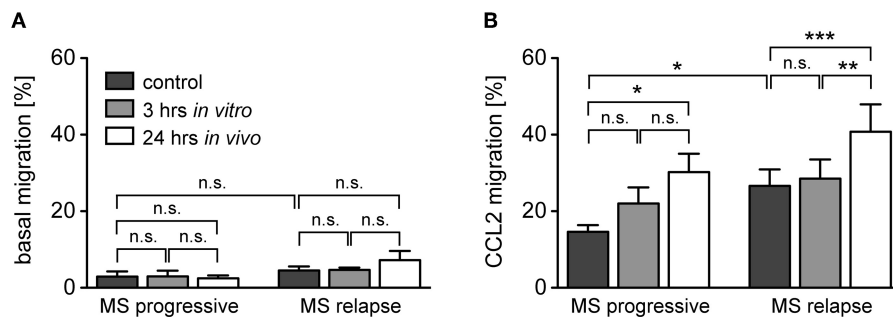 A
basal migration [%]
60
40
20
0
control
3 hrs in vitro
24 hrs in vivo
n.s.
n.s.
n.s.
n.s.
n.s.
n.s.
n.s.
n.s.
MS progressive
MS relapse
B
CCL2 migration [%]
60
40
20
0
***
*
n.s.
**
*
n.s.
n.s.
MS progressive
MS relapse